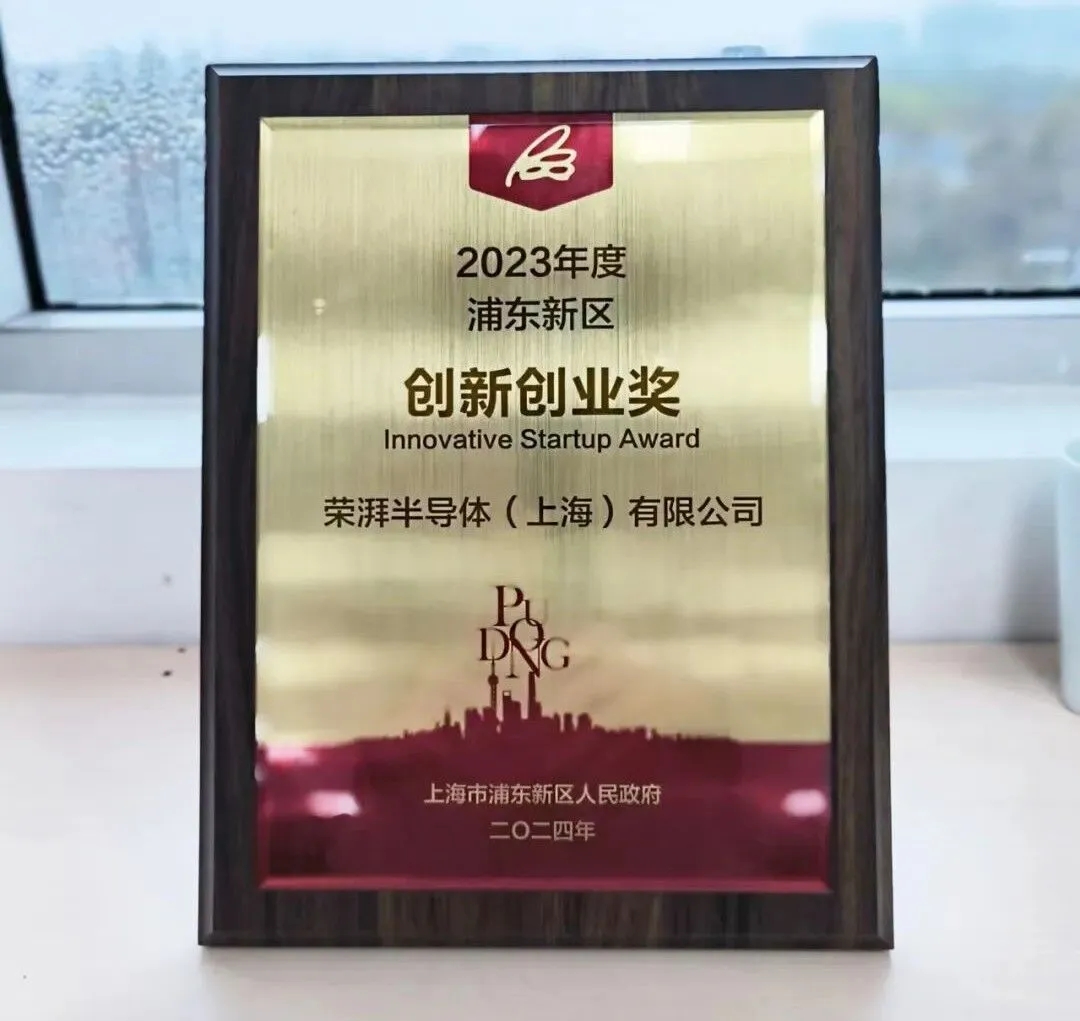 2023年度
浦东新区
创新创业奖
Innovative Startup Award
荣湃半导体（上海）有限公司
PU
DONG
上海市浦东新区人民政府
二〇二四年